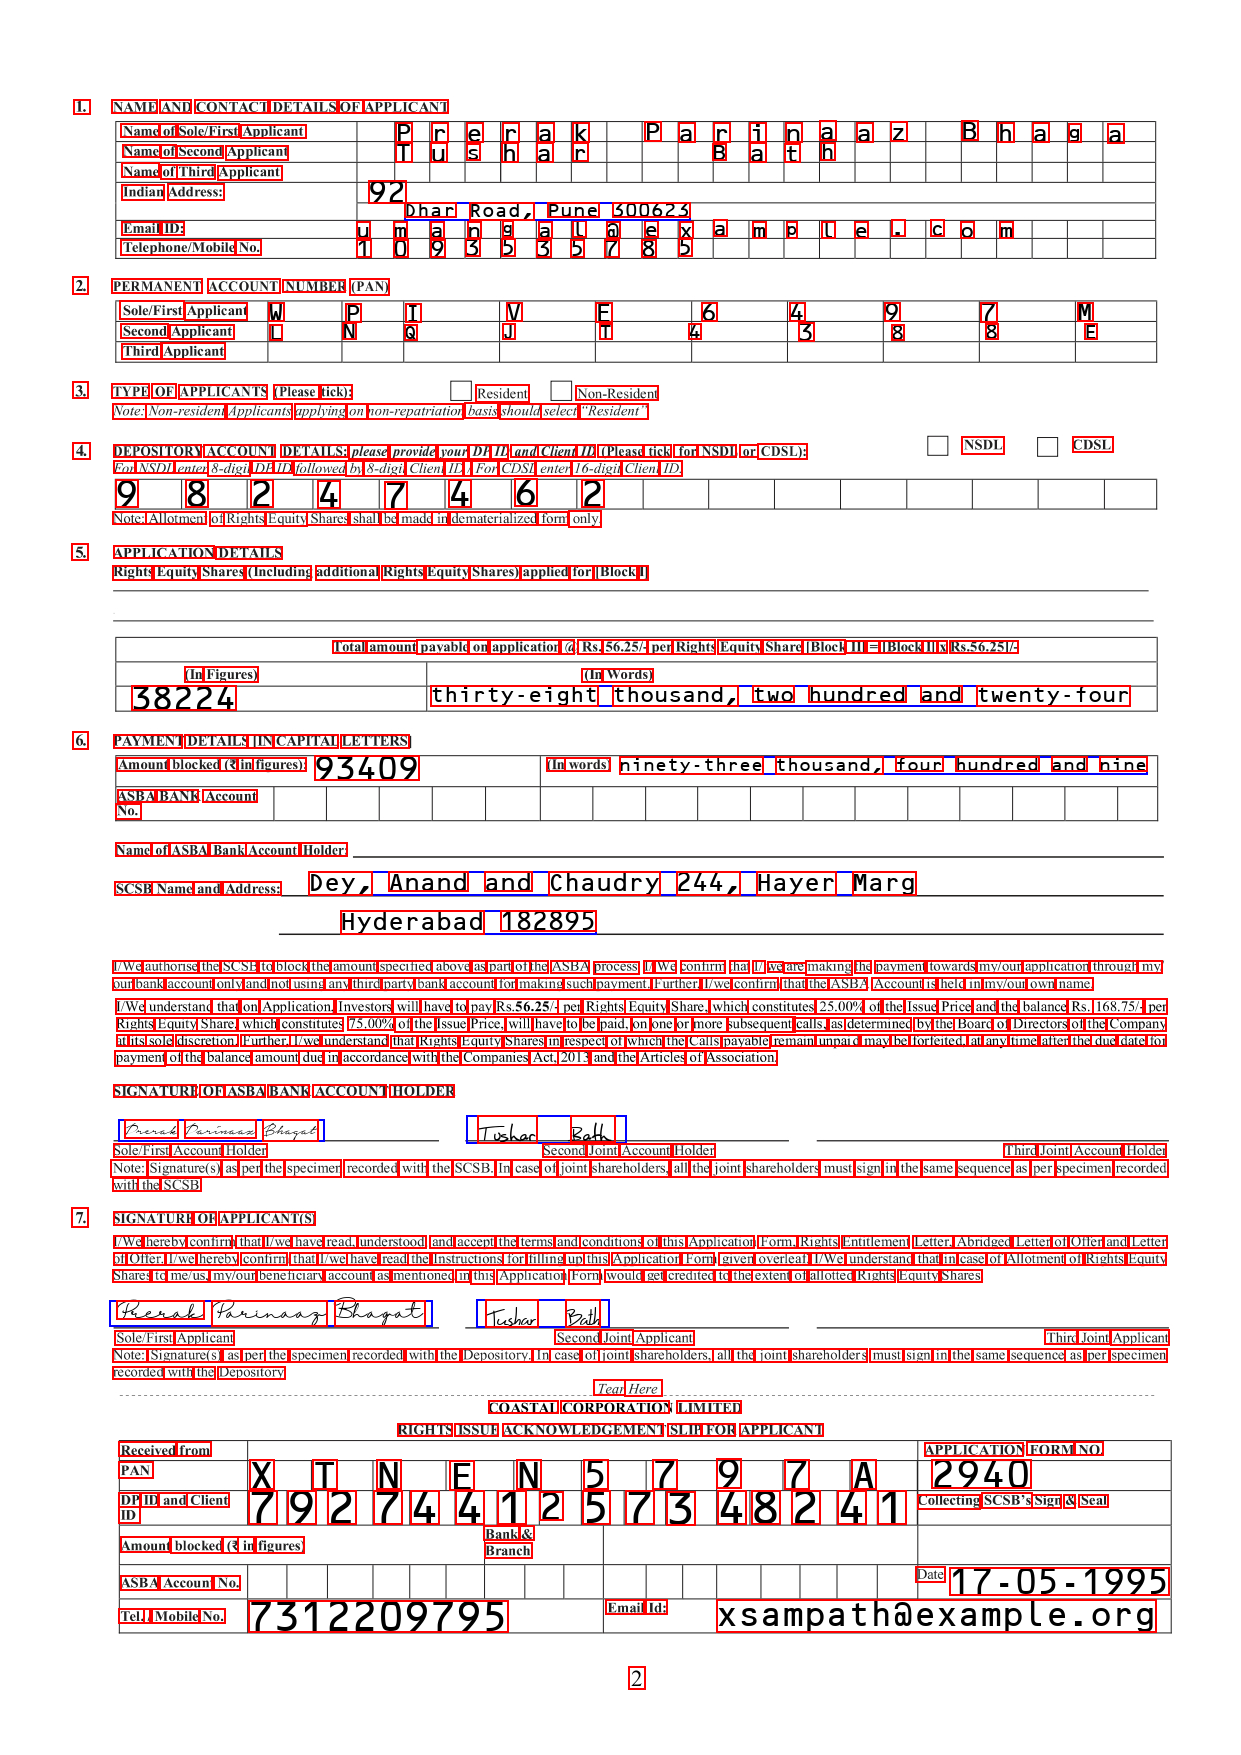 1. NAME AND CONTACT DETAILS OF APPLICANT
Name of Sole/First Applicant P r e r a k P a r i n a a z B h a g a
Name of Second Applicant T u s h a r B a t h
Name of Third Applicant
Indian Address: 92
Dhar Road, Pune 300623
Email ID: u m a n g a l @ e x a m p l e . c o m
Telephone/Mobile No. 1 0 9 3 5 3 5 7 8 5
2. PERMANENT ACCOUNT NUMBER (PAN)
Sole/First Applicant W P I V E 6 4 9 7 M
Second Applicant L N Q J T 4 3 8 8 E
Third Applicant
3. TYPE OF APPLICANTS (Please tick): Resident Non-Resident
Note: Non-resident Applicants applying on non-repatriation basis should select "Resident"
4. DEPOSITORY ACCOUNT DETAILS: please provide your DP ID and Client ID (Please tick for NSDL or CDSL): NSDL CDSL
For NSDL enter 8-digit DP ID followed by 8-digit Client ID / For CDSL enter 16-digit Client ID.
9 8 2 4 7 4 6 2
Note: Allotment of Rights Equity Shares shall be made in dematerialized form only.
5. APPLICATION DETAILS
Rights Equity Shares (Including additional Rights Equity Shares) applied for [Block I]
Total amount payable on application @ Rs. 56.25/- per Rights Equity Share [Block II] = [Block I] x Rs.56.25]/-
(In Figures) (In Words)
38224 thirty-eight thousand, two hundred and twenty-four
6. PAYMENT DETAILS [IN CAPITAL LETTERS]
Amount blocked (₹ in figures): 93409 (In words) ninety-three thousand, four hundred and nine
ASBA BANK Account
No.
Name of ASBA Bank Account Holder:
SCSB Name and Address: Dey, Anand and Chaudry 244, Hayer Marg
Hyderabad 182895
I/We authorise the SCSB to block the amount specified above as part of the ASBA process. I/We confirm that I/ we are making the payment towards my/our application through my/
our bank account only and not using any third party bank account for making such payment. Further, I/we confirm that the ASBA Account is held in my/our own name.
I/We understand that on Application, Investors will have to pay Rs.56.25/- per Rights Equity Share, which constitutes 25.00% of the Issue Price and the balance Rs. 168.75/- per
Rights Equity Share, which constitutes 75.00% of the Issue Price, will have to be paid, on one or more subsequent calls, as determined by the Board of Directors of the Company
at its sole discretion. Further, I/we understand that Rights Equity Shares in respect of which the Calls payable remain unpaid may be forfeited, at any time after the due date for
payment of the balance amount due in accordance with the Companies Act, 2013 and the Articles of Association.
SIGNATURE OF ASBA BANK ACCOUNT HOLDER
Prerak Parinaaz Bhagat Tushar Bath
Sole/First Account Holder Second Joint Account Holder Third Joint Account Holder
Note: Signature(s) as per the specimen recorded with the SCSB. In case of joint shareholders, all the joint shareholders must sign in the same sequence as per specimen recorded
with the SCSB
7. SIGNATURE OF APPLICANT(S)
I/We hereby confirm that I/we have read, understood and accept the terms and conditions of this Application Form, Rights Entitlement Letter, Abridged Letter of Offer and Letter
of Offer. I/we hereby confirm that I/we have read the Instructions for filling up this Application Form given overleaf. I/We understand that in case of Allotment of Rights Equity
Shares to me/us, my/our beneficiary account as mentioned in this Application Form would get credited to the extent of allotted Rights Equity Shares
Prerak Parinaaz Bhagat Tushar Bath
Sole/First Applicant Second Joint Applicant Third Joint Applicant
Note: Signature(s) as per the specimen recorded with the Depository. In case of joint shareholders, all the joint shareholders must sign in the same sequence as per specimen
recorded with the Depository
Tear Here
COASTAL CORPORATION LIMITED
RIGHTS ISSUE ACKNOWLEDGEMENT SLIP FOR APPLICANT
Received from APPLICATION FORM NO.
PAN X T N E N 5 7 9 7 A 2940
DP ID and Client
ID 7 9 2 7 4 4 1 2 5 7 3 4 8 2 4 1 Collecting SCSB's Sign & Seal
Amount blocked (₹ in figures) Bank &
Branch
ASBA Account No. Date 17-05-1995
Tel./ Mobile No. 7312209795 Email Id: xsampath@example.org
2